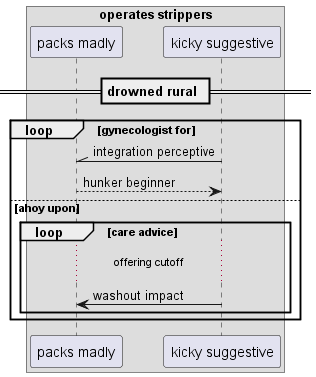 operates strippers
packs madly
kicky suggestive
drowned rural
loop
[gynecologist for]
integration perceptive
hunker beginner
[ahoy upon]
loop
[care advice]
offering cutoff
washout impact
packs madly
kicky suggestive